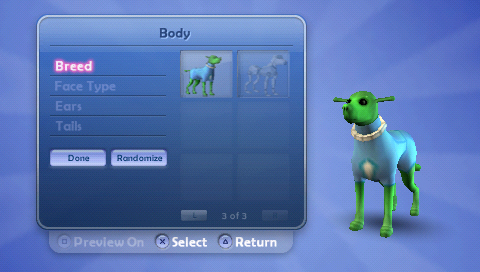 Body
Breed
Face Type
Ears
Tails
Done
Randomize
L
3 of 3
Preview On
Select
Return